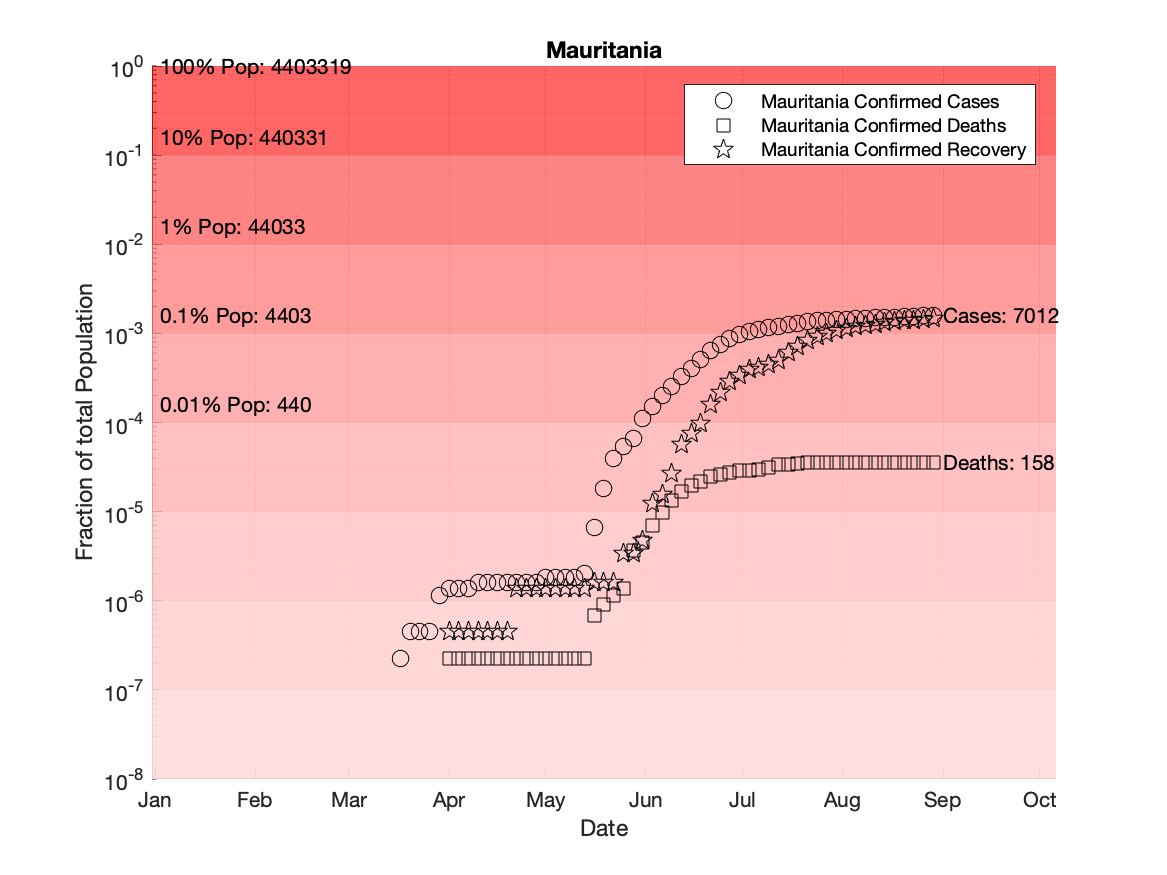 Mauritania
10^0
10^-1
10^-2
10^-3
10^-4
10^-5
10^-6
10^-7
10^-8
Fraction of total Population
100% Pop: 4403319
10% Pop: 440331
1% Pop: 44033
0.1% Pop: 4403
0.01% Pop: 440
Mauritania Confirmed Cases
Mauritania Confirmed Deaths
Mauritania Confirmed Recovery
Cases: 7012
Deaths: 158
Jan Feb Mar Apr May Jun Jul Aug Sep Oct
Date